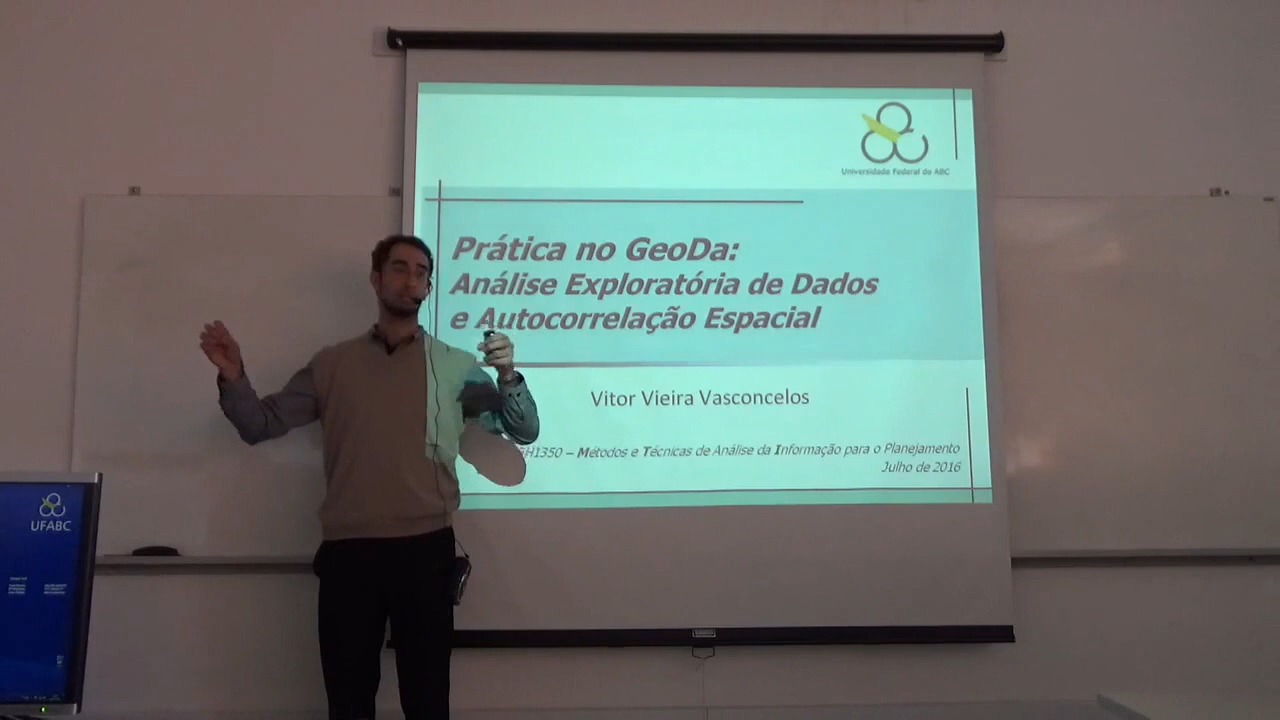 Universidade Federal do ABC
Prática no GeoDa:
Análise Exploratória de Dados
e Autocorrelação Espacial
Vitor Vieira Vasconcelos
H1350 – Métodos e Técnicas de Análise da Informação para o Planejamento
Julho de 2016
UFABC